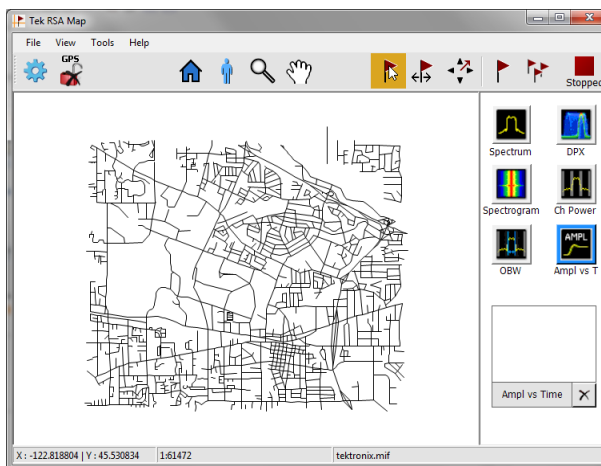 Tek RSA Map
File View Tools Help
GPS
Stopped
Spectrum DPX
Spectrogram Ch Power
AMPL
OBW Ampl vs T
Ampl vs Time
X : -122.818804 | Y : 45.530834 1:61472 tektronix.mif